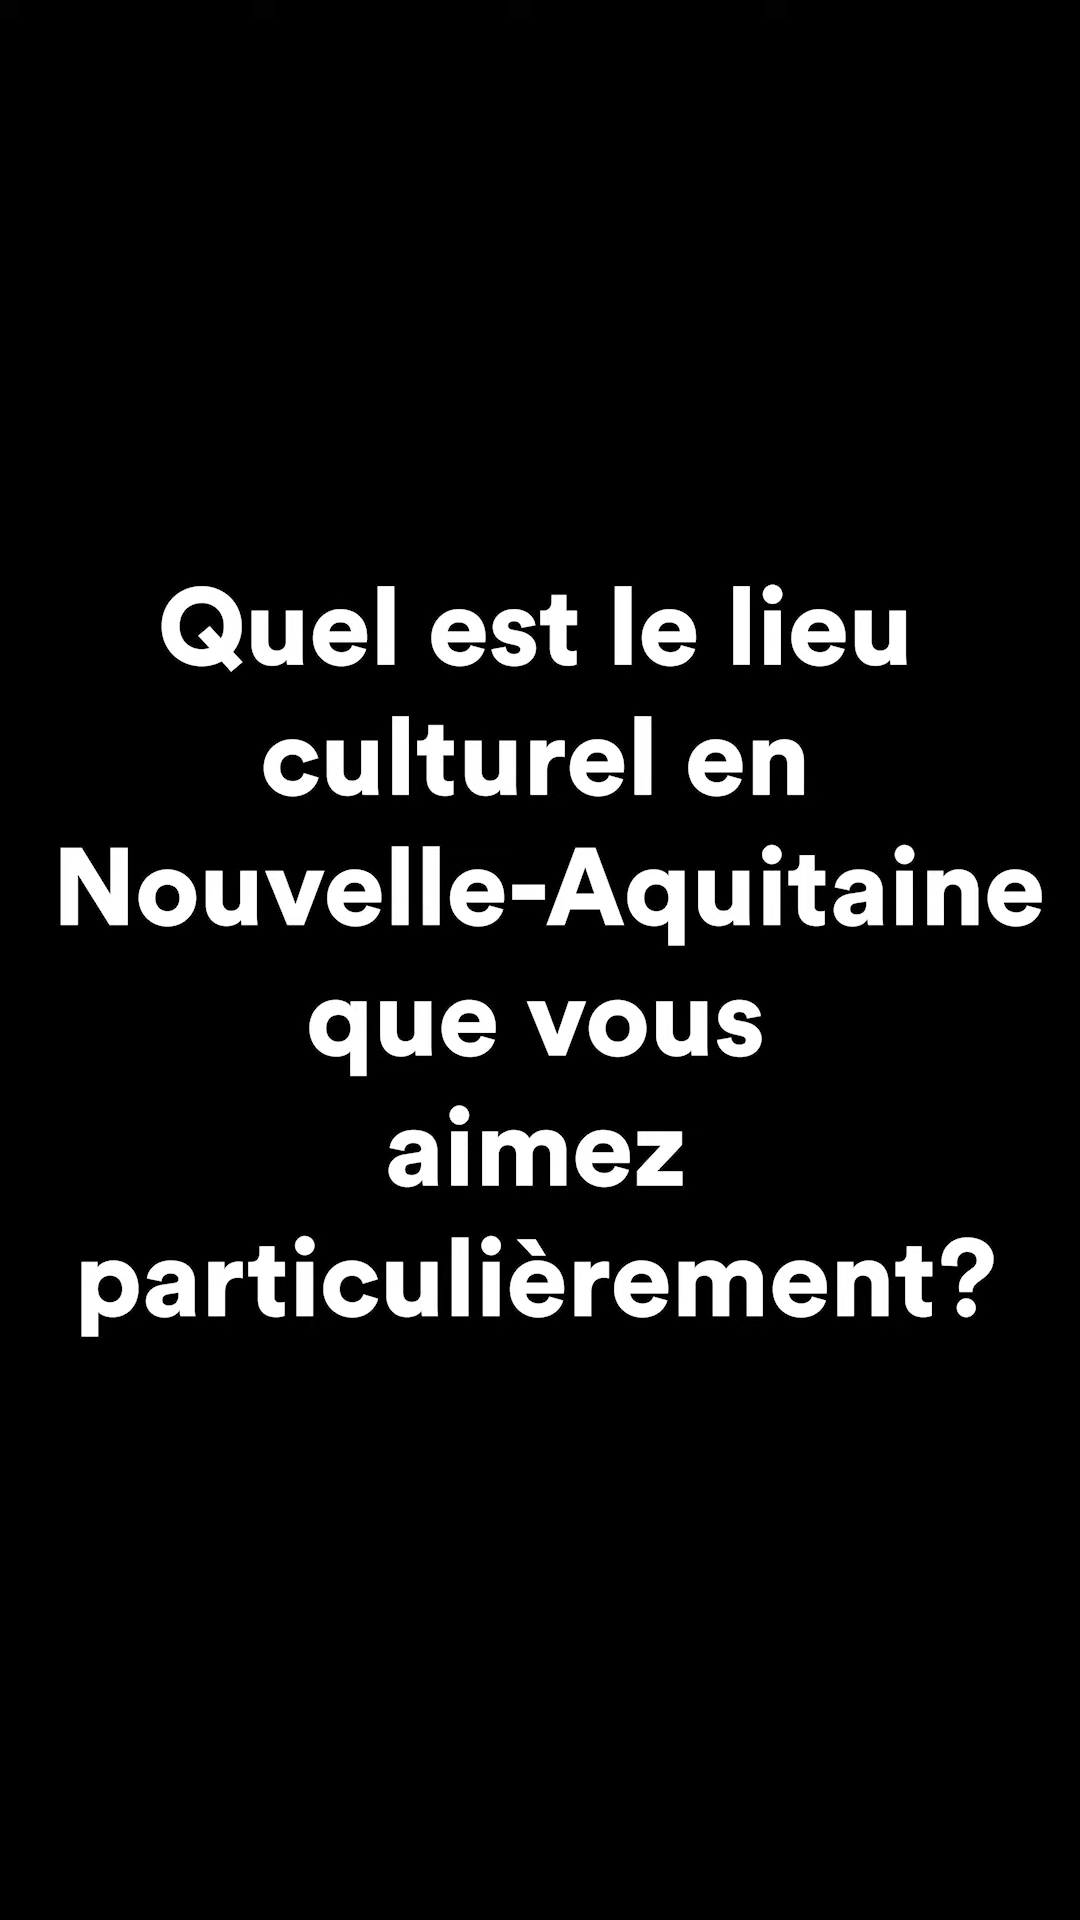 Quel est le lieu
culturel en
Nouvelle-Aquitaine
que vous
aimez
particulièrement?